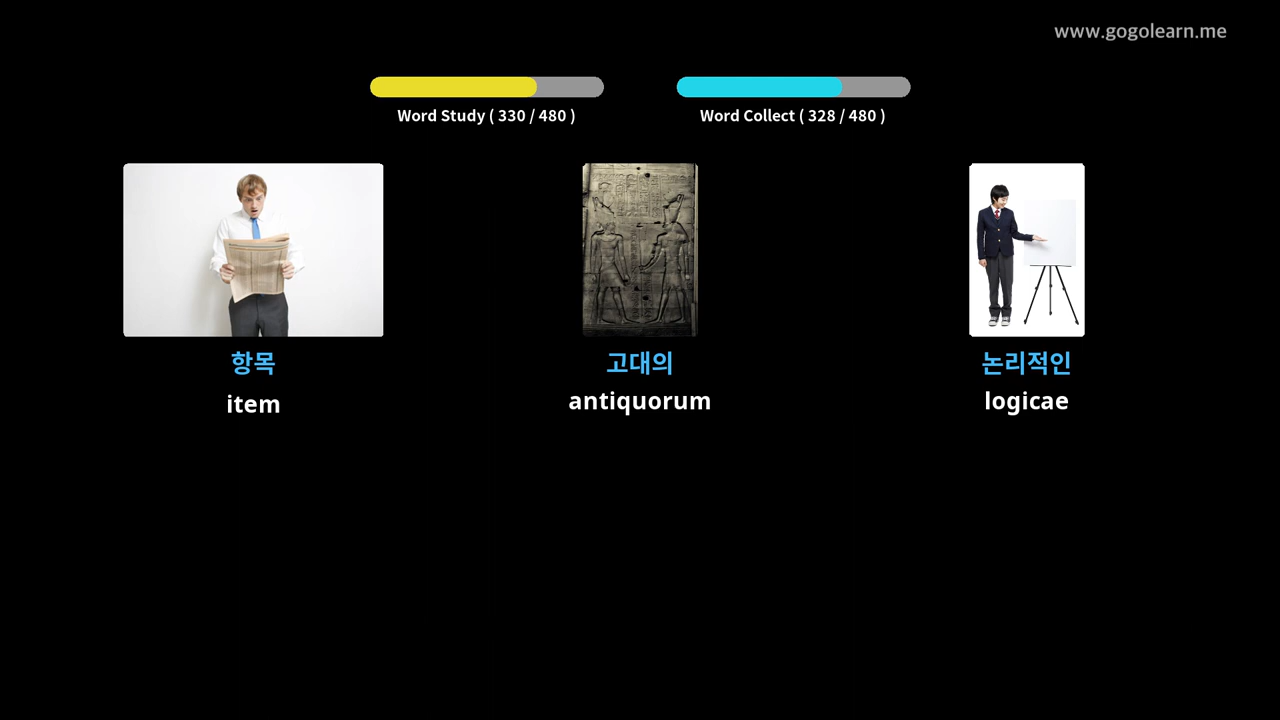 www.gogolearn.me
Word Study ( 330 / 480 )
Word Collect ( 328 / 480 )
항목
item
고대의
antiquorum
논리적인
logicae